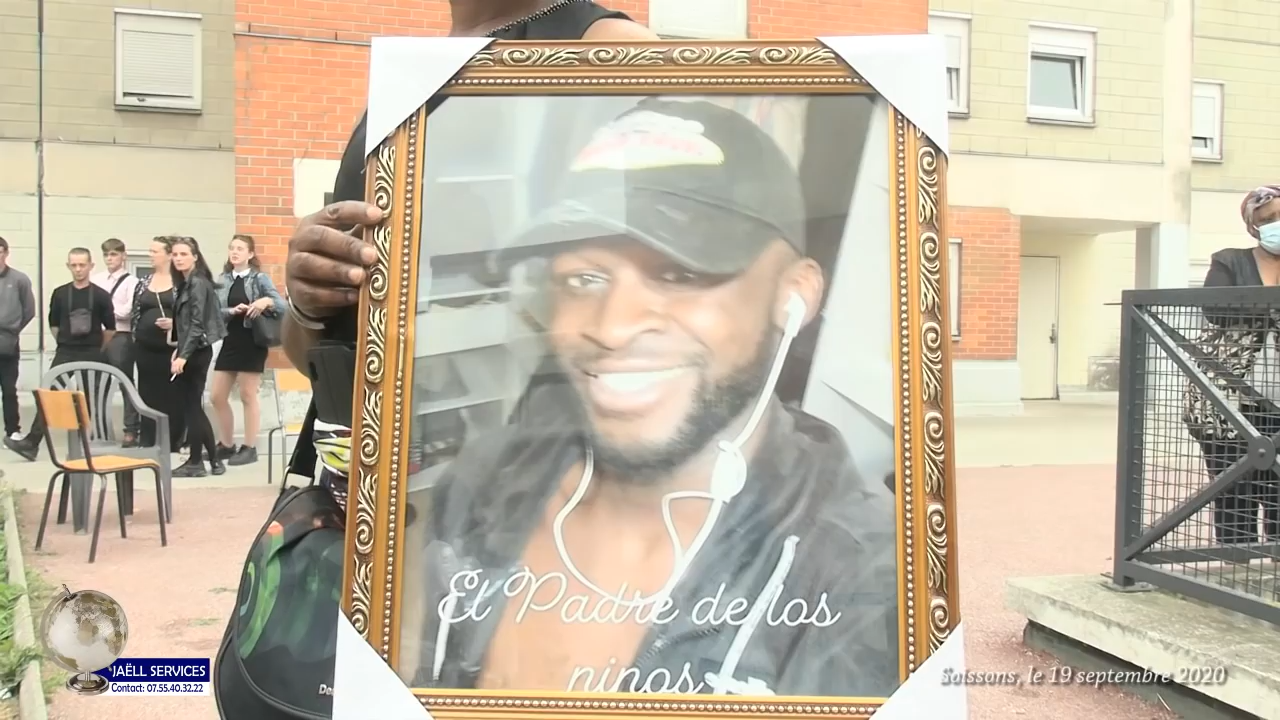 El Padre de los
ninos
JAËLL SERVICES
Contact: 07.55.40.32.22
Soissons, le 19 septembre 2020